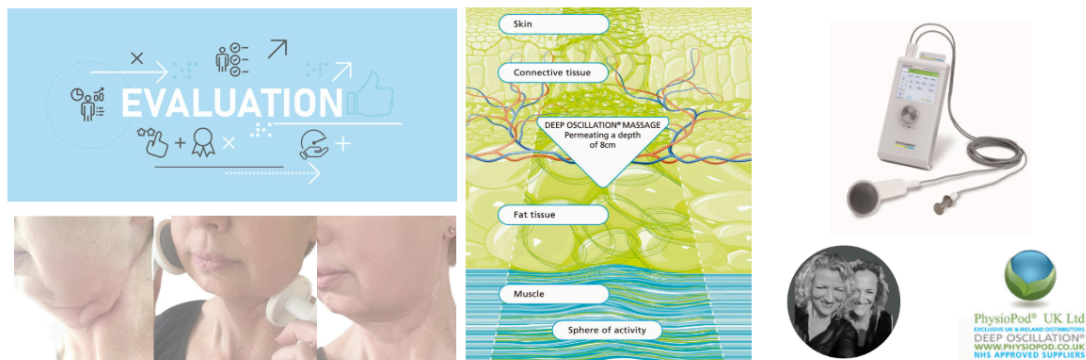 EVALUATION
Skin
Connective tissue
DEEP OSCILLATION® MASSAGE
Permeating a depth
of 8cm
Fat tissue
Muscle
Sphere of activity
PhysioPod® UK Ltd
EXCLUSIVE UK & IRELAND DISTRIBUTORS
DEEP OSCILLATION®
WWW.PHYSIOPOD.CO.UK
NHS APPROVED SUPPLIERS